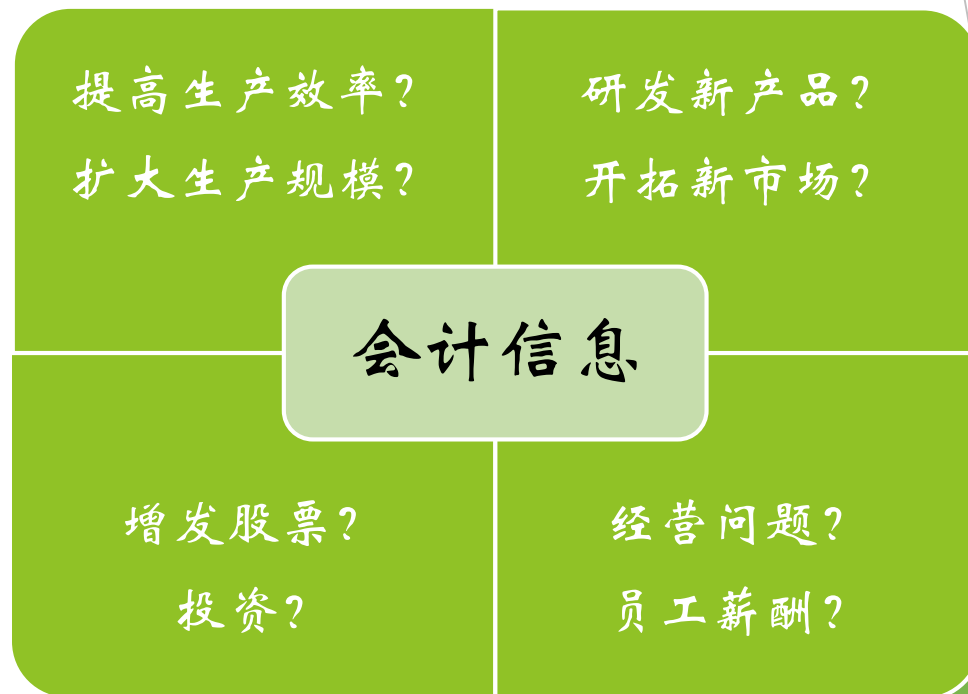 提高生产效率?
扩大生产规模?
研发新产品?
开拓新市场?
会计信息
增发股票?
投资?
经营问题?
员工薪酬?